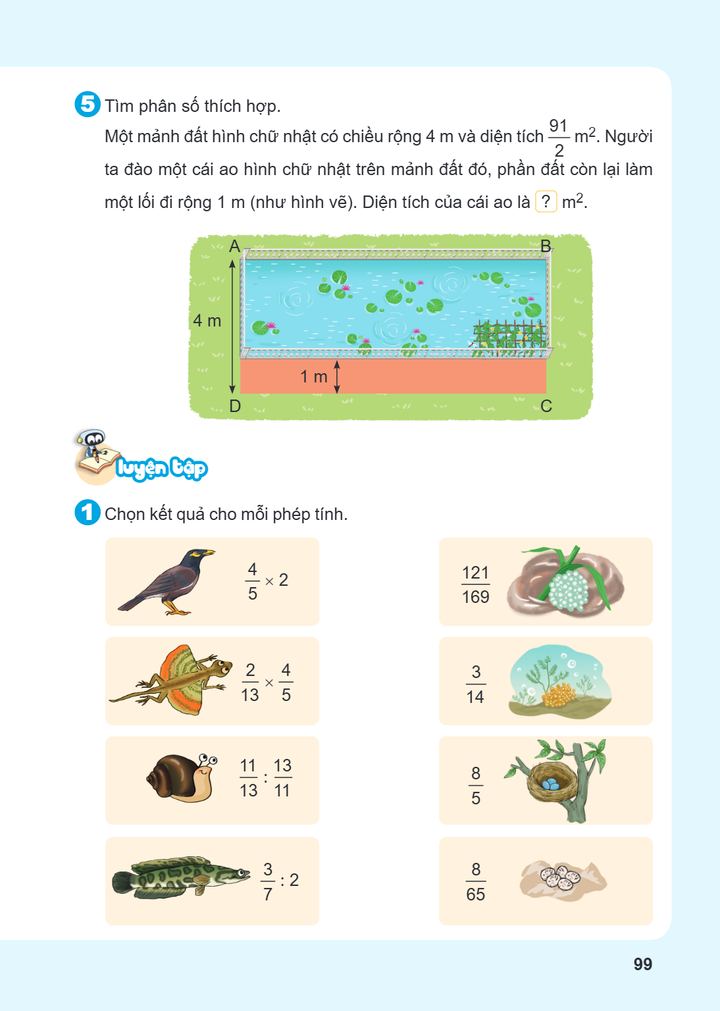 5 Tìm phân số thích hợp.
Một mảnh đất hình chữ nhật có chiều rộng 4 m và diện tích 91/2 m². Người
ta đào một cái ao hình chữ nhật trên mảnh đất đó, phần đất còn lại làm
một lối đi rộng 1 m (như hình vẽ). Diện tích của cái ao là ? m².
A B
4 m
1 m
D C
luyện tập
1 Chọn kết quả cho mỗi phép tính.
4/5 × 2
121/169
2/13 × 4/5
3/14
11/13 : 13/11
8/5
3/7 : 2
8/65
99